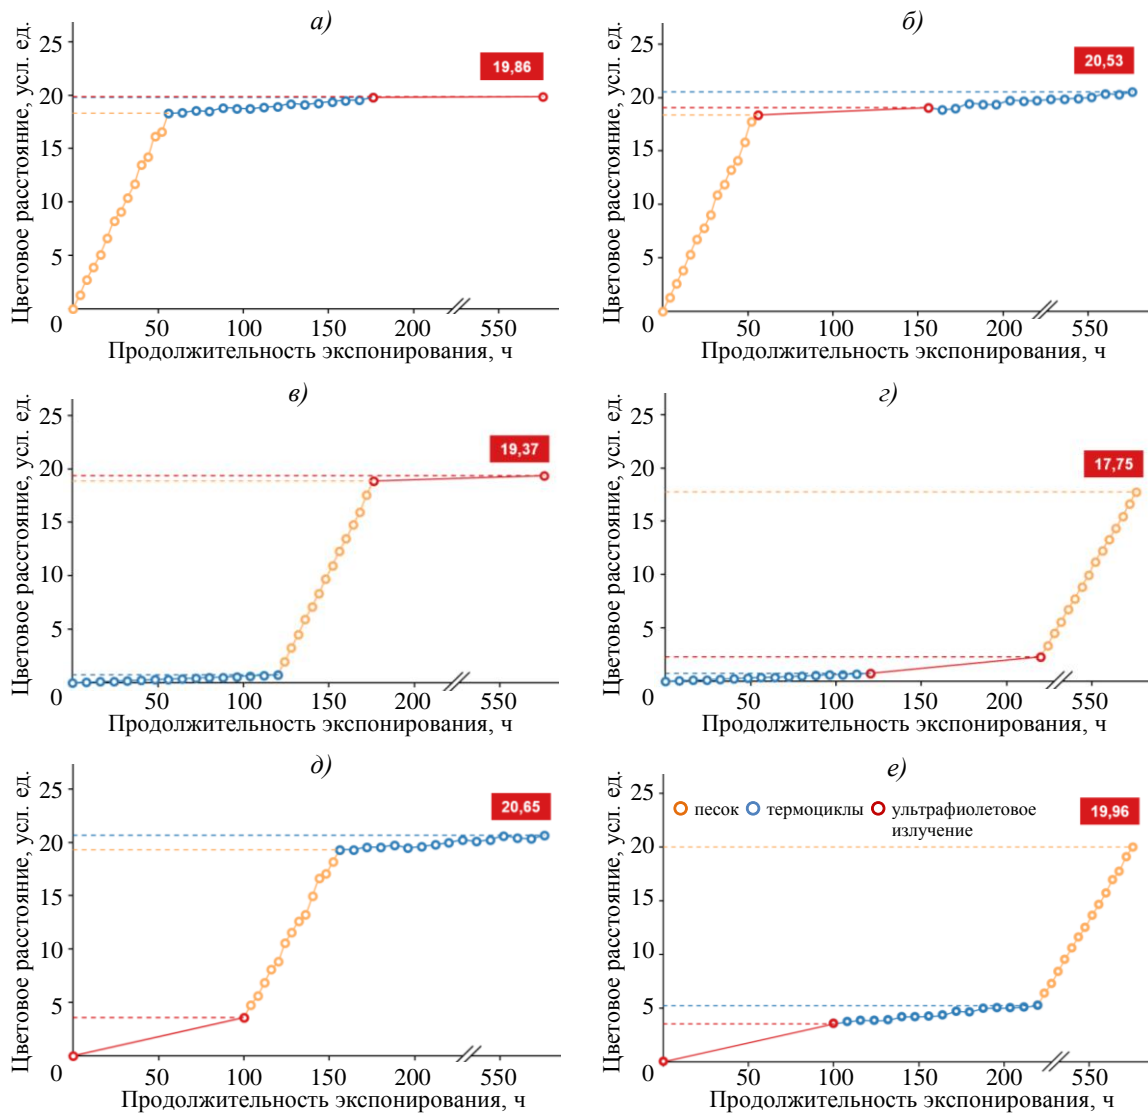 а)
Цветовое расстояние, усл. ед.
25
20
15
10
5
0
19,86
50 100 150 200 550
Продолжительность экспонирования, ч
б)
Цветовое расстояние, усл. ед.
25
20
15
10
5
0
20,53
50 100 150 200 550
Продолжительность экспонирования, ч
в)
Цветовое расстояние, усл. ед.
25
20
15
10
5
0
19,37
50 100 150 200 550
Продолжительность экспонирования, ч
г)
Цветовое расстояние, усл. ед.
25
20
15
10
5
0
17,75
50 100 150 200 550
Продолжительность экспонирования, ч
д)
Цветовое расстояние, усл. ед.
25
20
15
10
5
0
20,65
50 100 150 200 550
Продолжительность экспонирования, ч
е)
Цветовое расстояние, усл. ед.
25
20
15
10
5
0
песок термоциклы ультрафиолетовое
излучение
19,96
50 100 150 200 550
Продолжительность экспонирования, ч